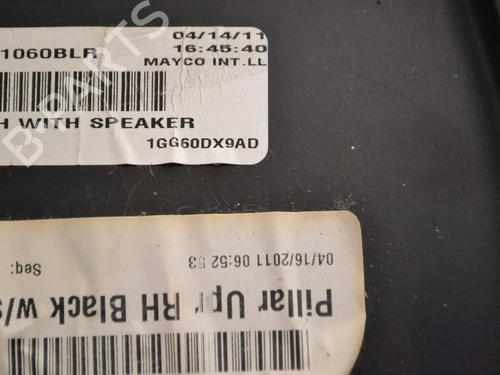 04/14/11
1060BLR 16:45:40
MAYCO INT.LL
H WITH SPEAKER
1GG60DX9AD
04/16/2011 06:52 53
Seq:
Pillar Upr RH Black w/S
B-PARTS